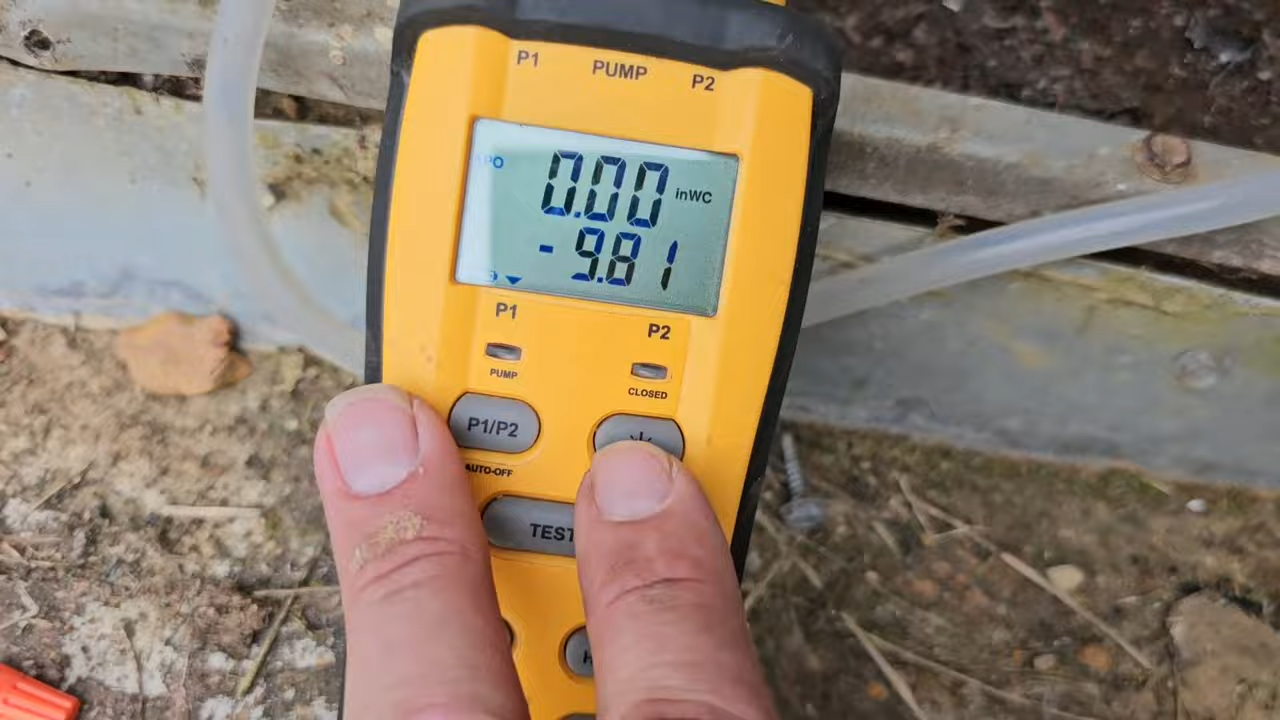 P1 PUMP P2
0.00 inWC
-9.81
P1 P2
PUMP CLOSED
P1/P2
AUTO-OFF
TEST